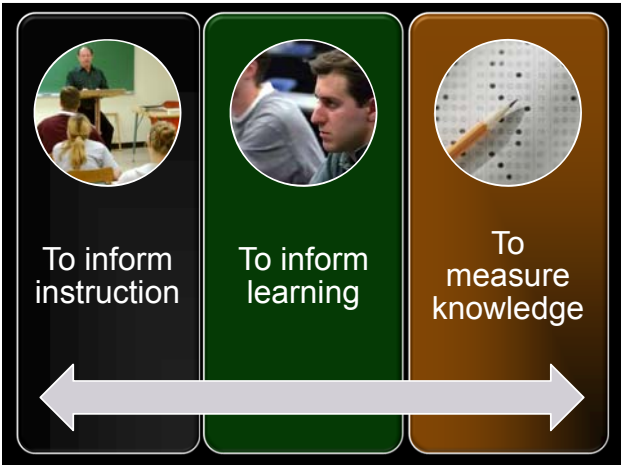 To inform
instruction
To inform
learning
To
measure
knowledge